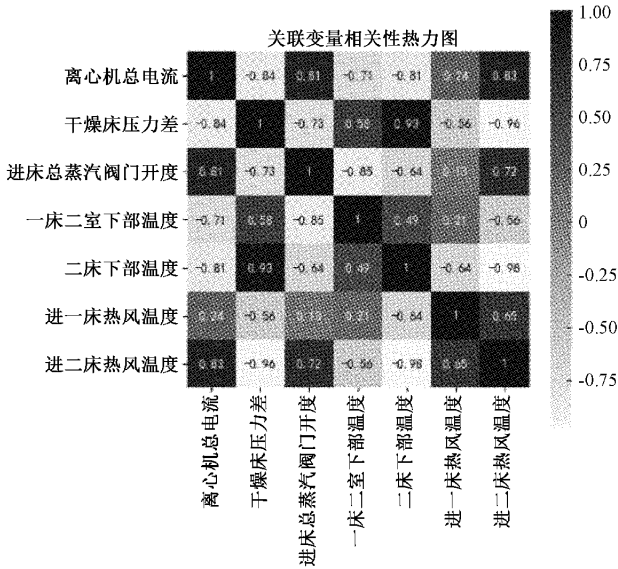 关联变量相关性热力图
离心机总电流 1 -0.84 0.81 -0.71 -0.81 0.24 0.83
干燥床压力差 -0.84 1 -0.73 0.58 0.93 -0.56 -0.96
进床总蒸汽阀门开度 0.81 -0.73 1 -0.85 -0.64 0.13 0.72
一床二室下部温度 -0.71 0.58 -0.85 1 0.49 0.21 -0.56
二床下部温度 -0.81 0.93 -0.64 0.49 1 -0.64 -0.98
进一床热风温度 0.24 -0.56 0.13 0.21 -0.64 1 0.65
进二床热风温度 0.83 -0.96 0.72 -0.56 -0.98 0.65 1
离心机总电流
干燥床压力差
进床总蒸汽阀门开度
一床二室下部温度
二床下部温度
进一床热风温度
进二床热风温度
1.00
0.75
0.50
0.25
0
-0.25
-0.50
-0.75